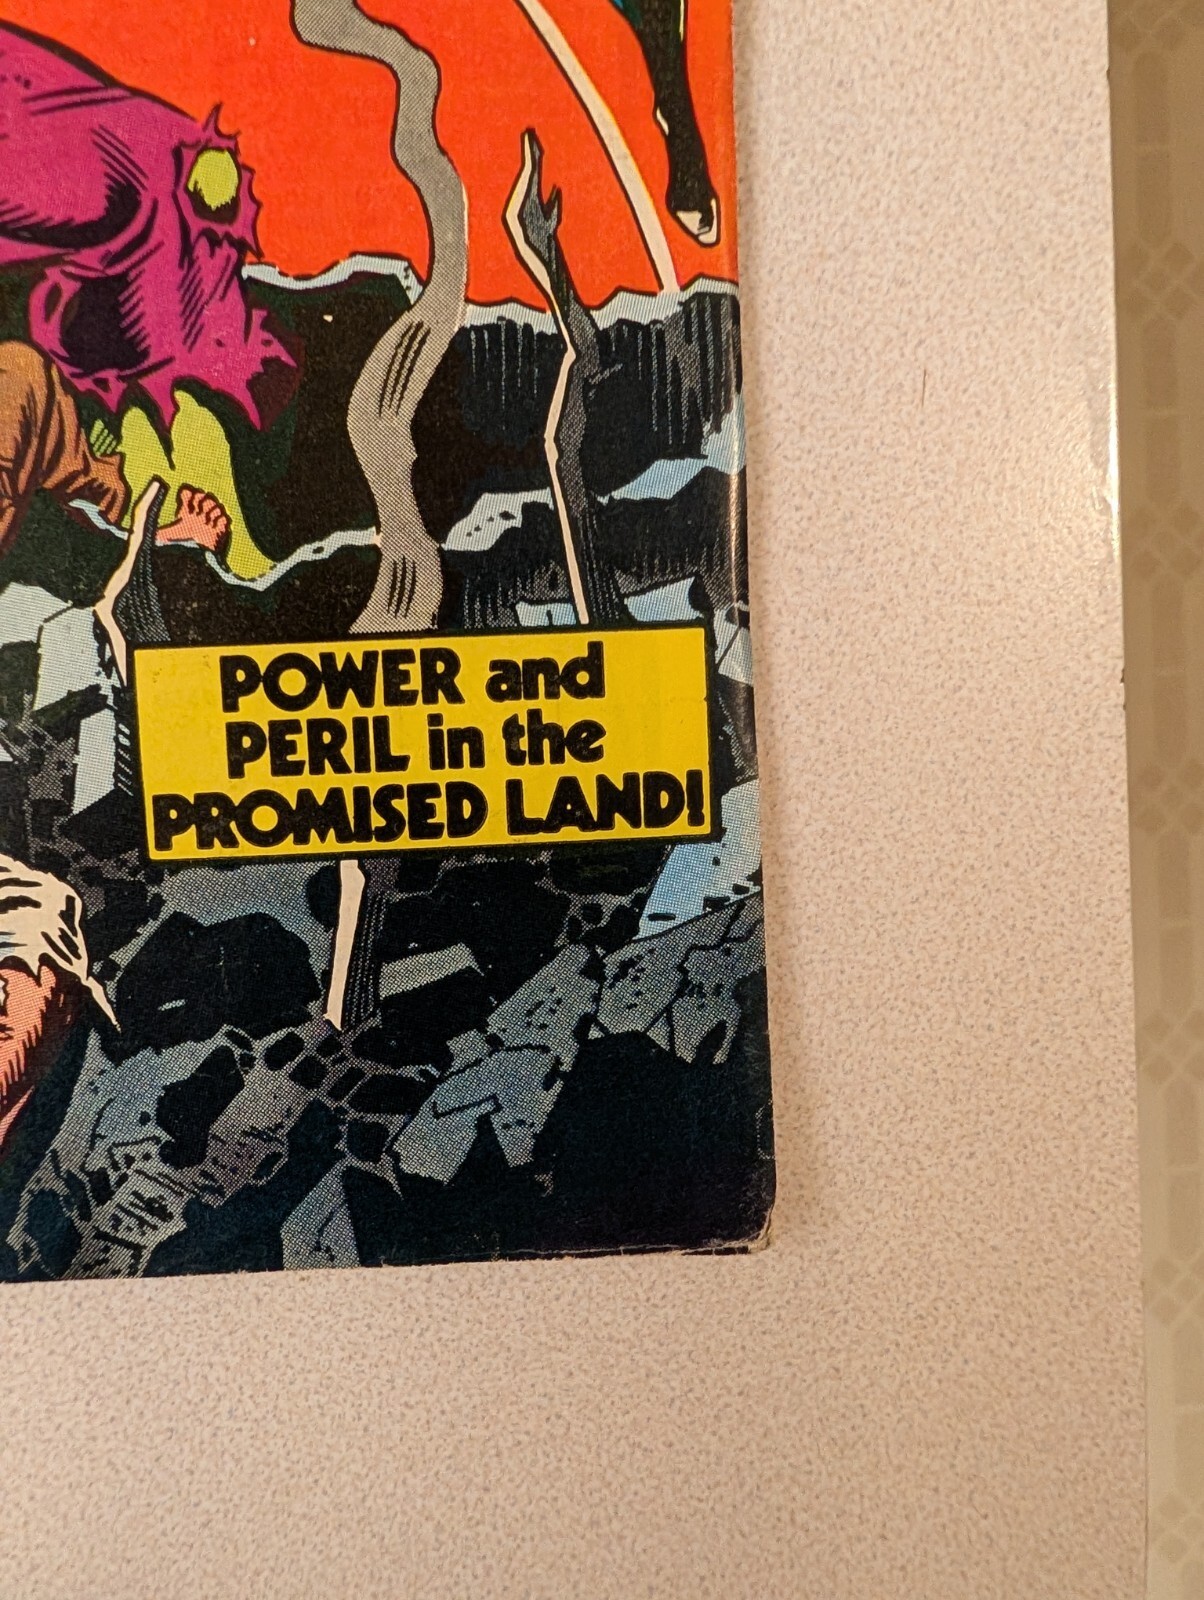 POWER and
PERIL in the
PROMISED LAND!